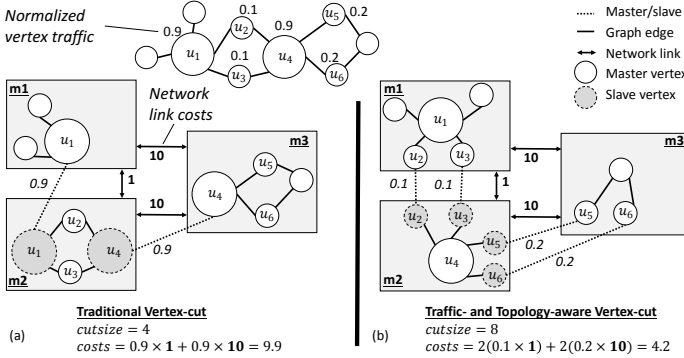 Normalized
vertex traffic
0.9
u₁
0.1
u₂
0.1
u₃
0.9
u₄
0.2
u₅
0.2
u₆
Master/slave
Graph edge
Network link
Master vertex
Slave vertex
Network
link costs
m1
u₁
10
m3
u₄
u₅
u₆
0.9
1
10
u₁
u₂
u₃
u₄
m2
0.9
Traditional Vertex-cut
(a)
cutsize = 4
costs = 0.9 × 1 + 0.9 × 10 = 9.9
m1
u₁
u₂
u₃
10
m3
u₅
u₆
0.1
0.1
1
10
u₂
u₃
u₄
u₅
u₆
m2
0.2
0.2
Traffic- and Topology-aware Vertex-cut
(b)
cutsize = 8
costs = 2(0.1 × 1) + 2(0.2 × 10) = 4.2